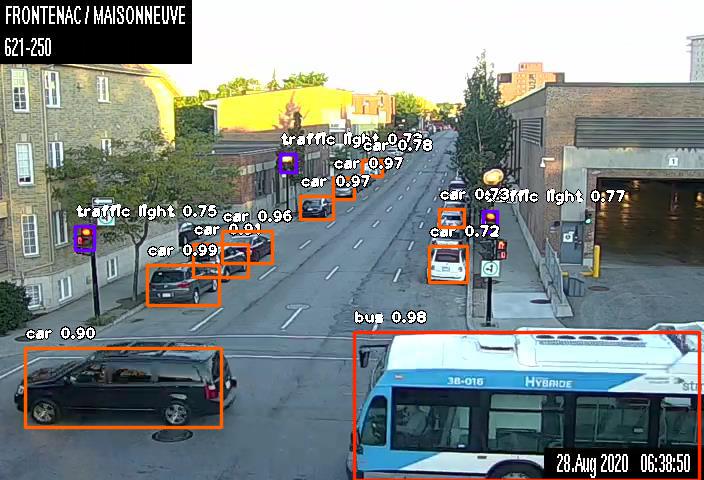 FRONTENAC / MAISONNEUVE
621-250
traffic light 0.73
car 0.78
car 0.97
car 0.97
car 0.73
traffic light 0.77
traffic light 0.75
car 0.96
car 0.91
car 0.99
car 0.72
car 0.90
bus 0.98
38-016
HYBRIDE
stm
28.Aug 2020 06:38:50